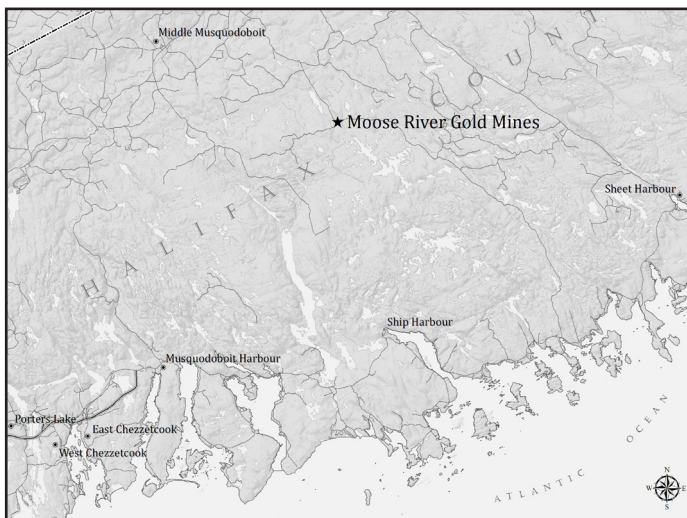 Middle Musquodoboit
COUN
Moose River Gold Mines
HALIFAX
Sheet Harbour
Ship Harbour
Musquodoboit Harbour
Porters Lake
East Chezzetcook
West Chezzetcook
ATLANTIC OCEAN
N
W E
S